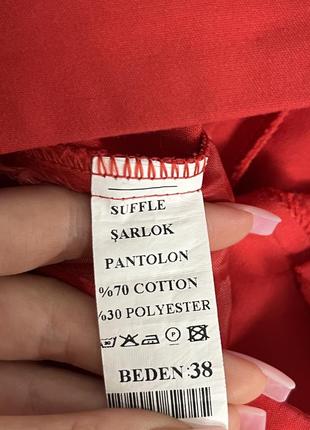 SUFFLE
ŞARLOK
PANTOLON
%70 COTTON
%30 POLYESTER
P
BEDEN:38